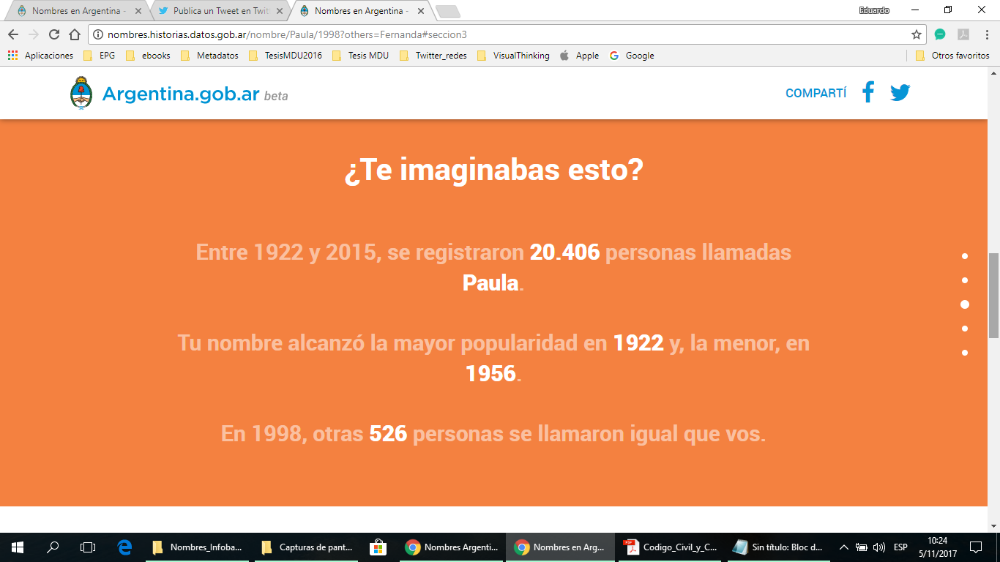 Nombres en Argentina -
Publica un Tweet en Twit
Nombres en Argentina -
Eduardo
nombres.historias.datos.gob.ar/nombre/Paula/1998?others=Fernanda#seccion3
Aplicaciones EPG ebooks Metadatos TesisMDU2016 Tesis MDU Twitter_redes VisualThinking Apple Google Otros favoritos
Argentina.gob.ar beta
COMPARTÍ
¿Te imaginabas esto?
Entre 1922 y 2015, se registraron 20.406 personas llamadas
Paula.
Tu nombre alcanzó la mayor popularidad en 1922 y, la menor, en
1956.
En 1998, otras 526 personas se llamaron igual que vos.
Nombres_Infoba... Capturas de pant... Nombres Argenti... Nombres en Arg... Codigo_Civil_y_C... Sin título: Bloc d... ESP
10:24
5/11/2017